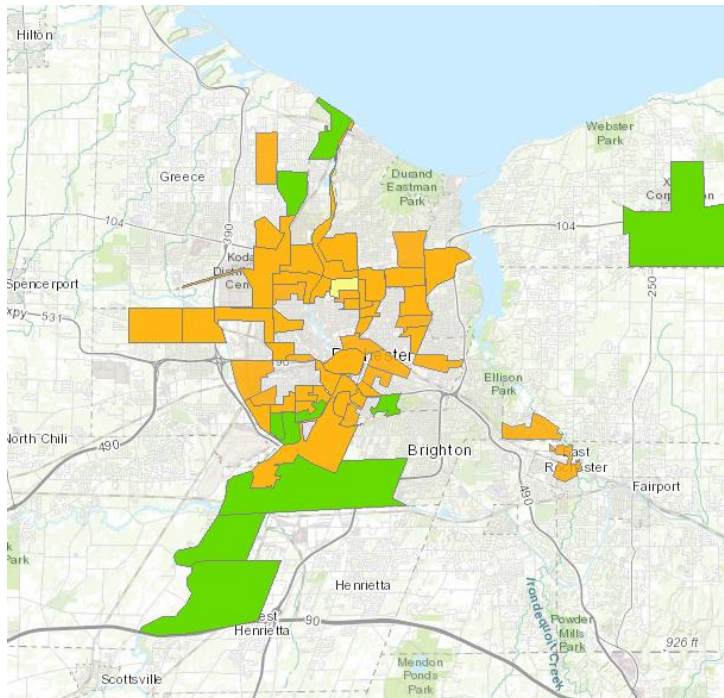 Hilton
Webster
Park
Greece
Durand
Eastman
Park
104
390
104
Spencerport
531
250
Ellison
Park
North Chili
490
Brighton
490
Fairport
Henrietta
Henrietta
90
Irondequoit Creek
Powder
Mills
Park
926 ft
Scottsville
Mendon
Ponds
Park